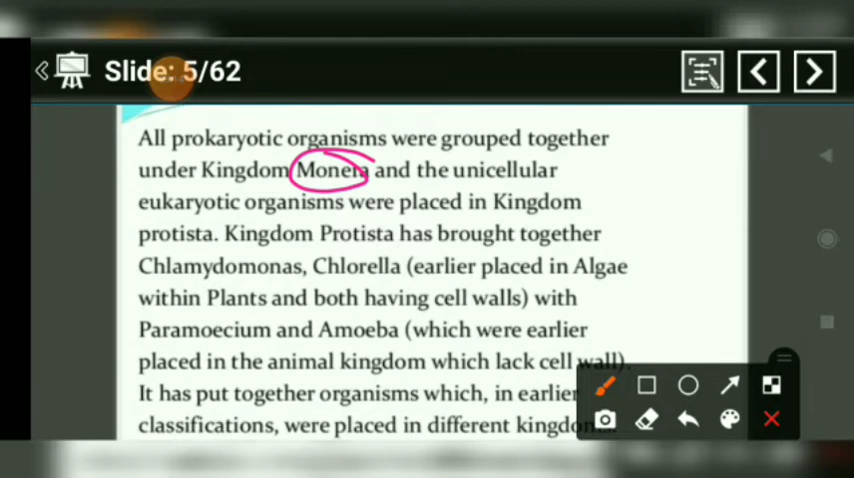 Slide: 5/62
All prokaryotic organisms were grouped together
under Kingdom Monera and the unicellular
eukaryotic organisms were placed in Kingdom
protista. Kingdom Protista has brought together
Chlamydomonas, Chlorella (earlier placed in Algae
within Plants and both having cell walls) with
Paramoecium and Amoeba (which were earlier
placed in the animal kingdom which lack cell wall).
It has put together organisms which, in earlier
classifications, were placed in different kingdoms.